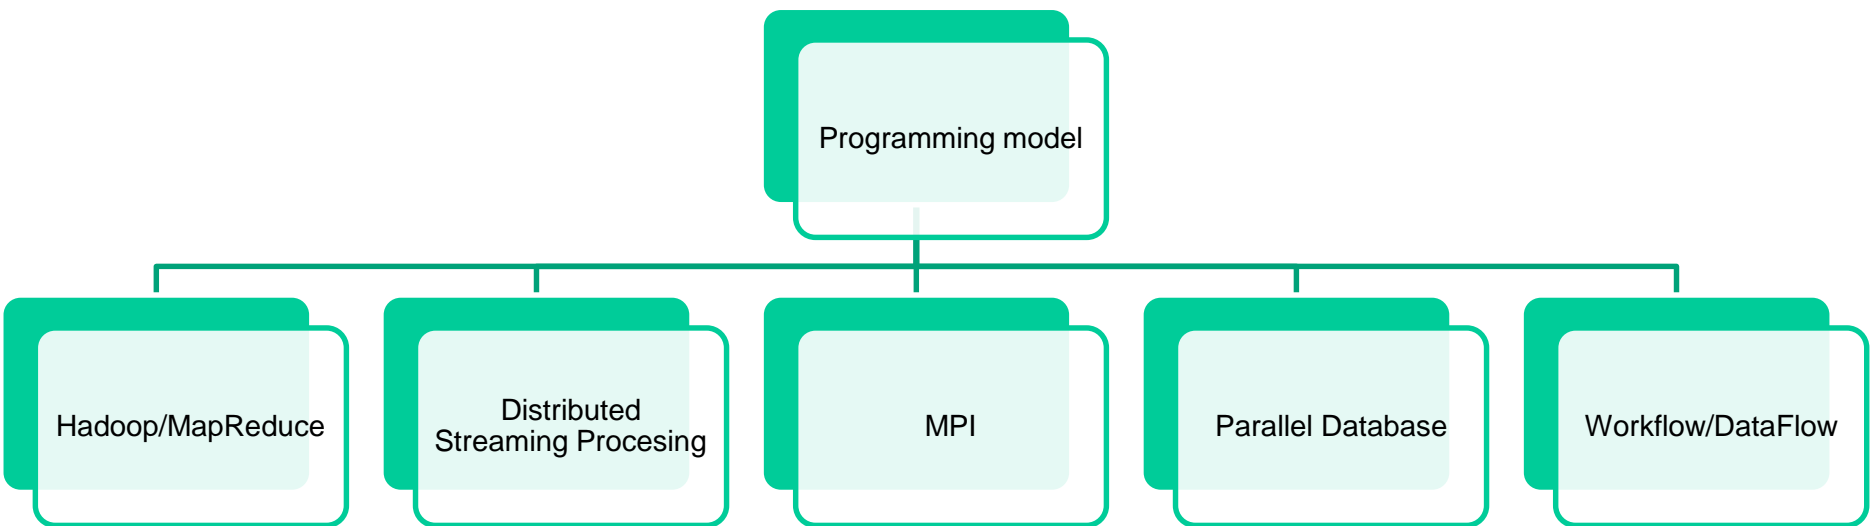 Programming model
Hadoop/MapReduce
Distributed
Streaming Procesing
MPI
Parallel Database
Workflow/DataFlow